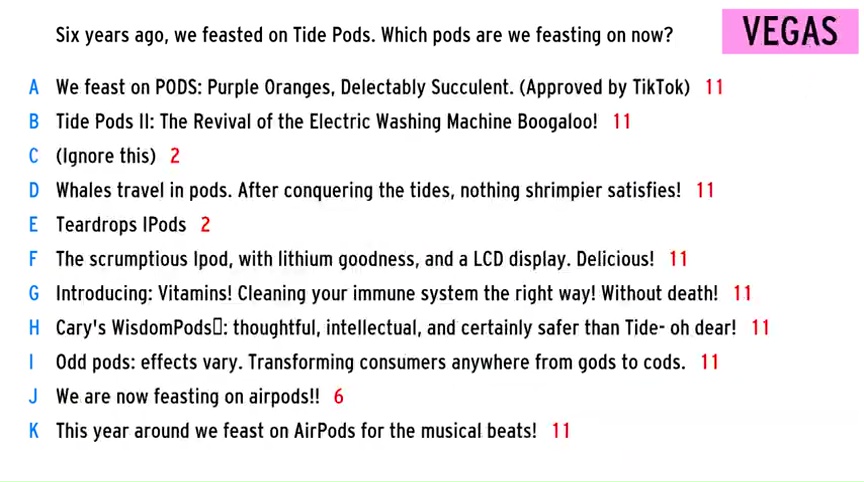 Six years ago, we feasted on Tide Pods. Which pods are we feasting on now?
VEGAS
A We feast on PODS: Purple Oranges, Delectably Succulent. (Approved by TikTok) 11
B Tide Pods II: The Revival of the Electric Washing Machine Boogaloo! 11
C (Ignore this) 2
D Whales travel in pods. After conquering the tides, nothing shrimpier satisfies! 11
E Teardrops IPods 2
F The scrumptious Ipod, with lithium goodness, and a LCD display. Delicious! 11
G Introducing: Vitamins! Cleaning your immune system the right way! Without death! 11
H Cary's WisdomPods▯: thoughtful, intellectual, and certainly safer than Tide- oh dear! 11
I Odd pods: effects vary. Transforming consumers anywhere from gods to cods. 11
J We are now feasting on airpods!! 6
K This year around we feast on AirPods for the musical beats! 11